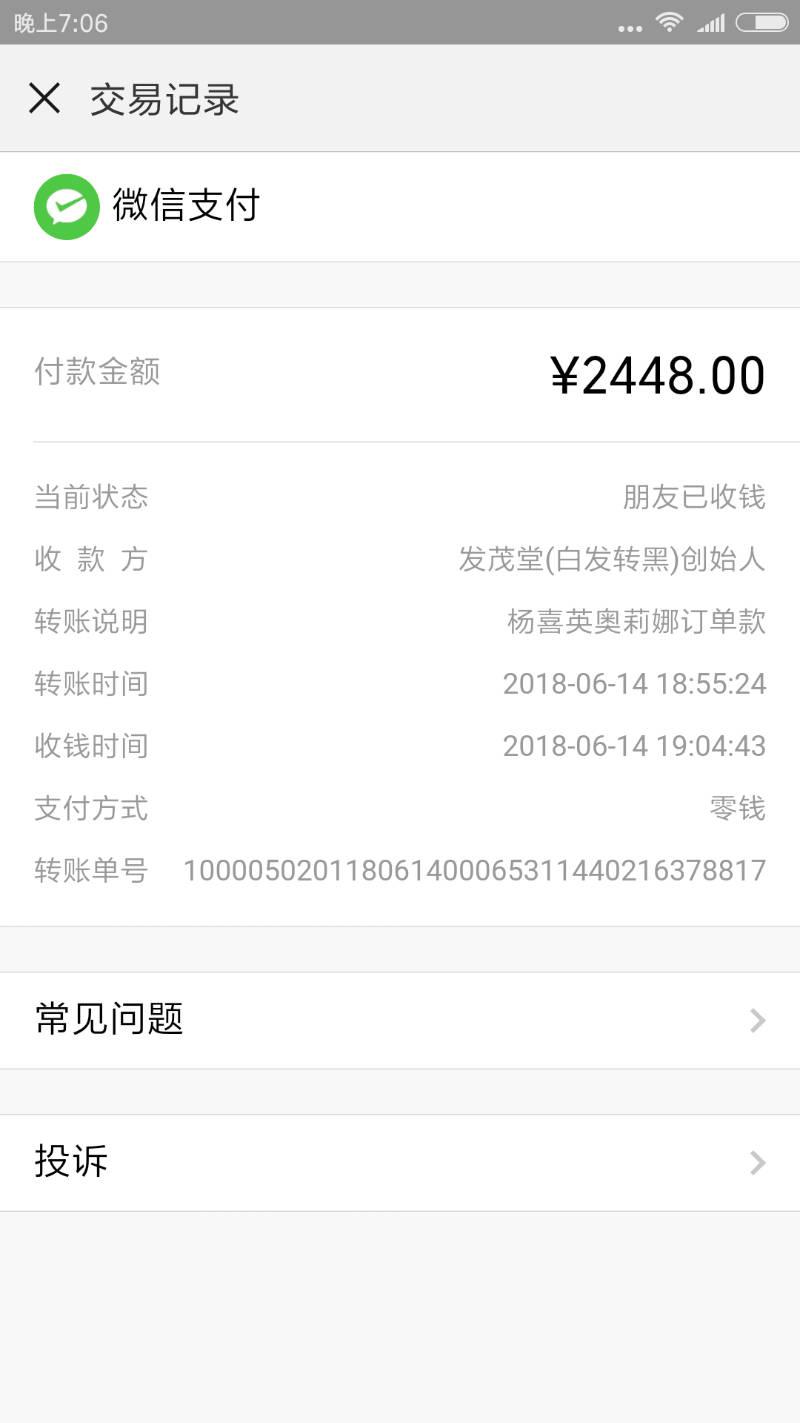 晚上7:06
交易记录
微信支付
付款金额 ¥2448.00
当前状态 朋友已收钱
收款方 发茂堂(白发转黑)创始人
转账说明 杨喜英奥莉娜订单款
转账时间 2018-06-14 18:55:24
收钱时间 2018-06-14 19:04:43
支付方式 零钱
转账单号 1000050201180614000653114402163788​17
常见问题
投诉